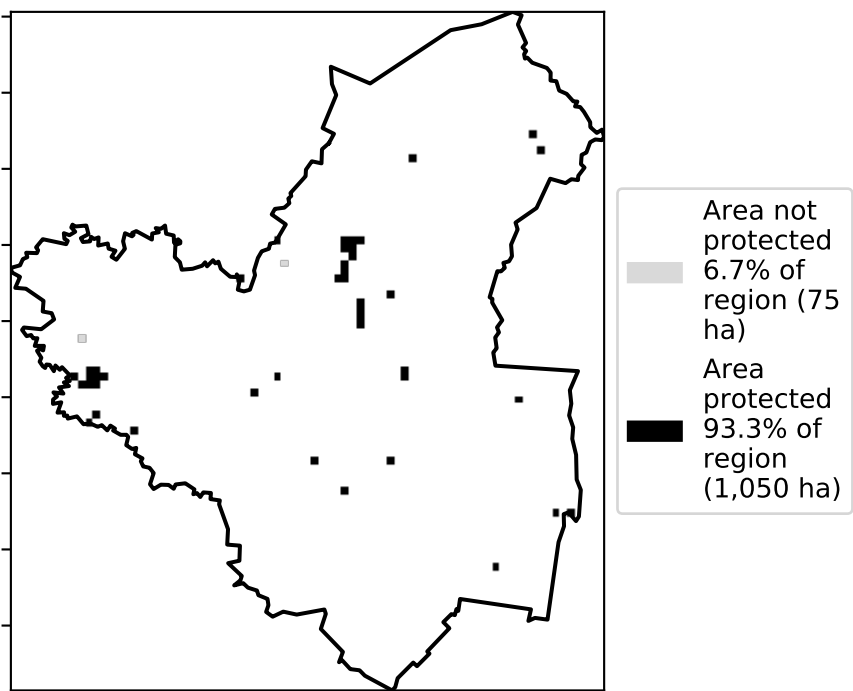 Area not
protected
6.7% of
region (75
ha)
Area
protected
93.3% of
region
(1,050 ha)